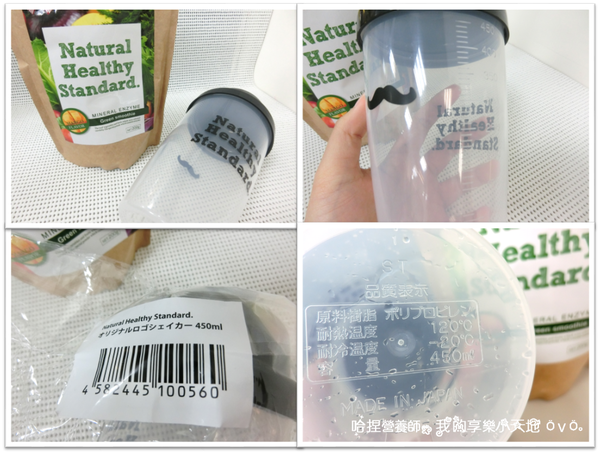 Natural
Healthy
Standard.
MINERAL ENZYME
Green smoothie
Natural
Healthy
Standard.
Natural
Healthy
Standard
Natural Healthy Standard.
オリジナルロゴシェイカー 450ml
4 582445 100560
Natural
Healthy
Standard
Green smoothie
ST
品質表示
原料樹脂 ポリプロピレン
耐熱温度 120℃
耐冷温度 -20℃
容量 450ml
MADE IN JAPAN
哈捏營養師。我的享樂小天地 ôvô。